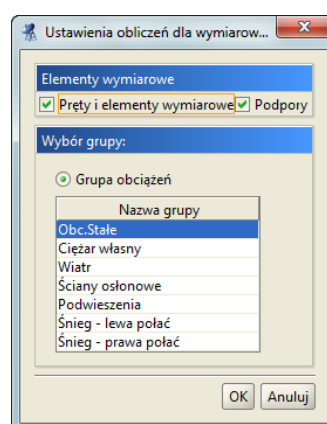 Ustawienia obliczeń dla wymiarow...
Elementy wymiarowe
Pręty i elementy wymiarowe Podpory
Wybór grupy:
Grupa obciążeń
Nazwa grupy
Obc.Stałe
Ciężar własny
Wiatr
Ściany osłonowe
Podwieszenia
Śnieg - lewa połać
Śnieg - prawa połać
OK Anuluj